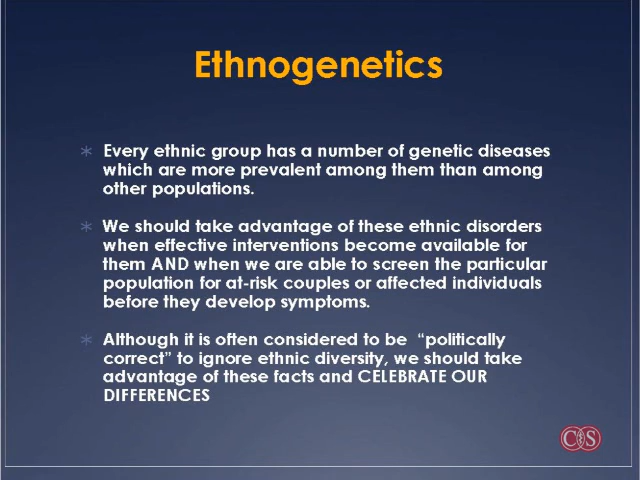 Ethnogenetics
Every ethnic group has a number of genetic diseases
which are more prevalent among them than among
other populations.
We should take advantage of these ethnic disorders
when effective interventions become available for
them AND when we are able to screen the particular
population for at-risk couples or affected individuals
before they develop symptoms.
Although it is often considered to be “politically
correct” to ignore ethnic diversity, we should take
advantage of these facts and CELEBRATE OUR
DIFFERENCES
CS